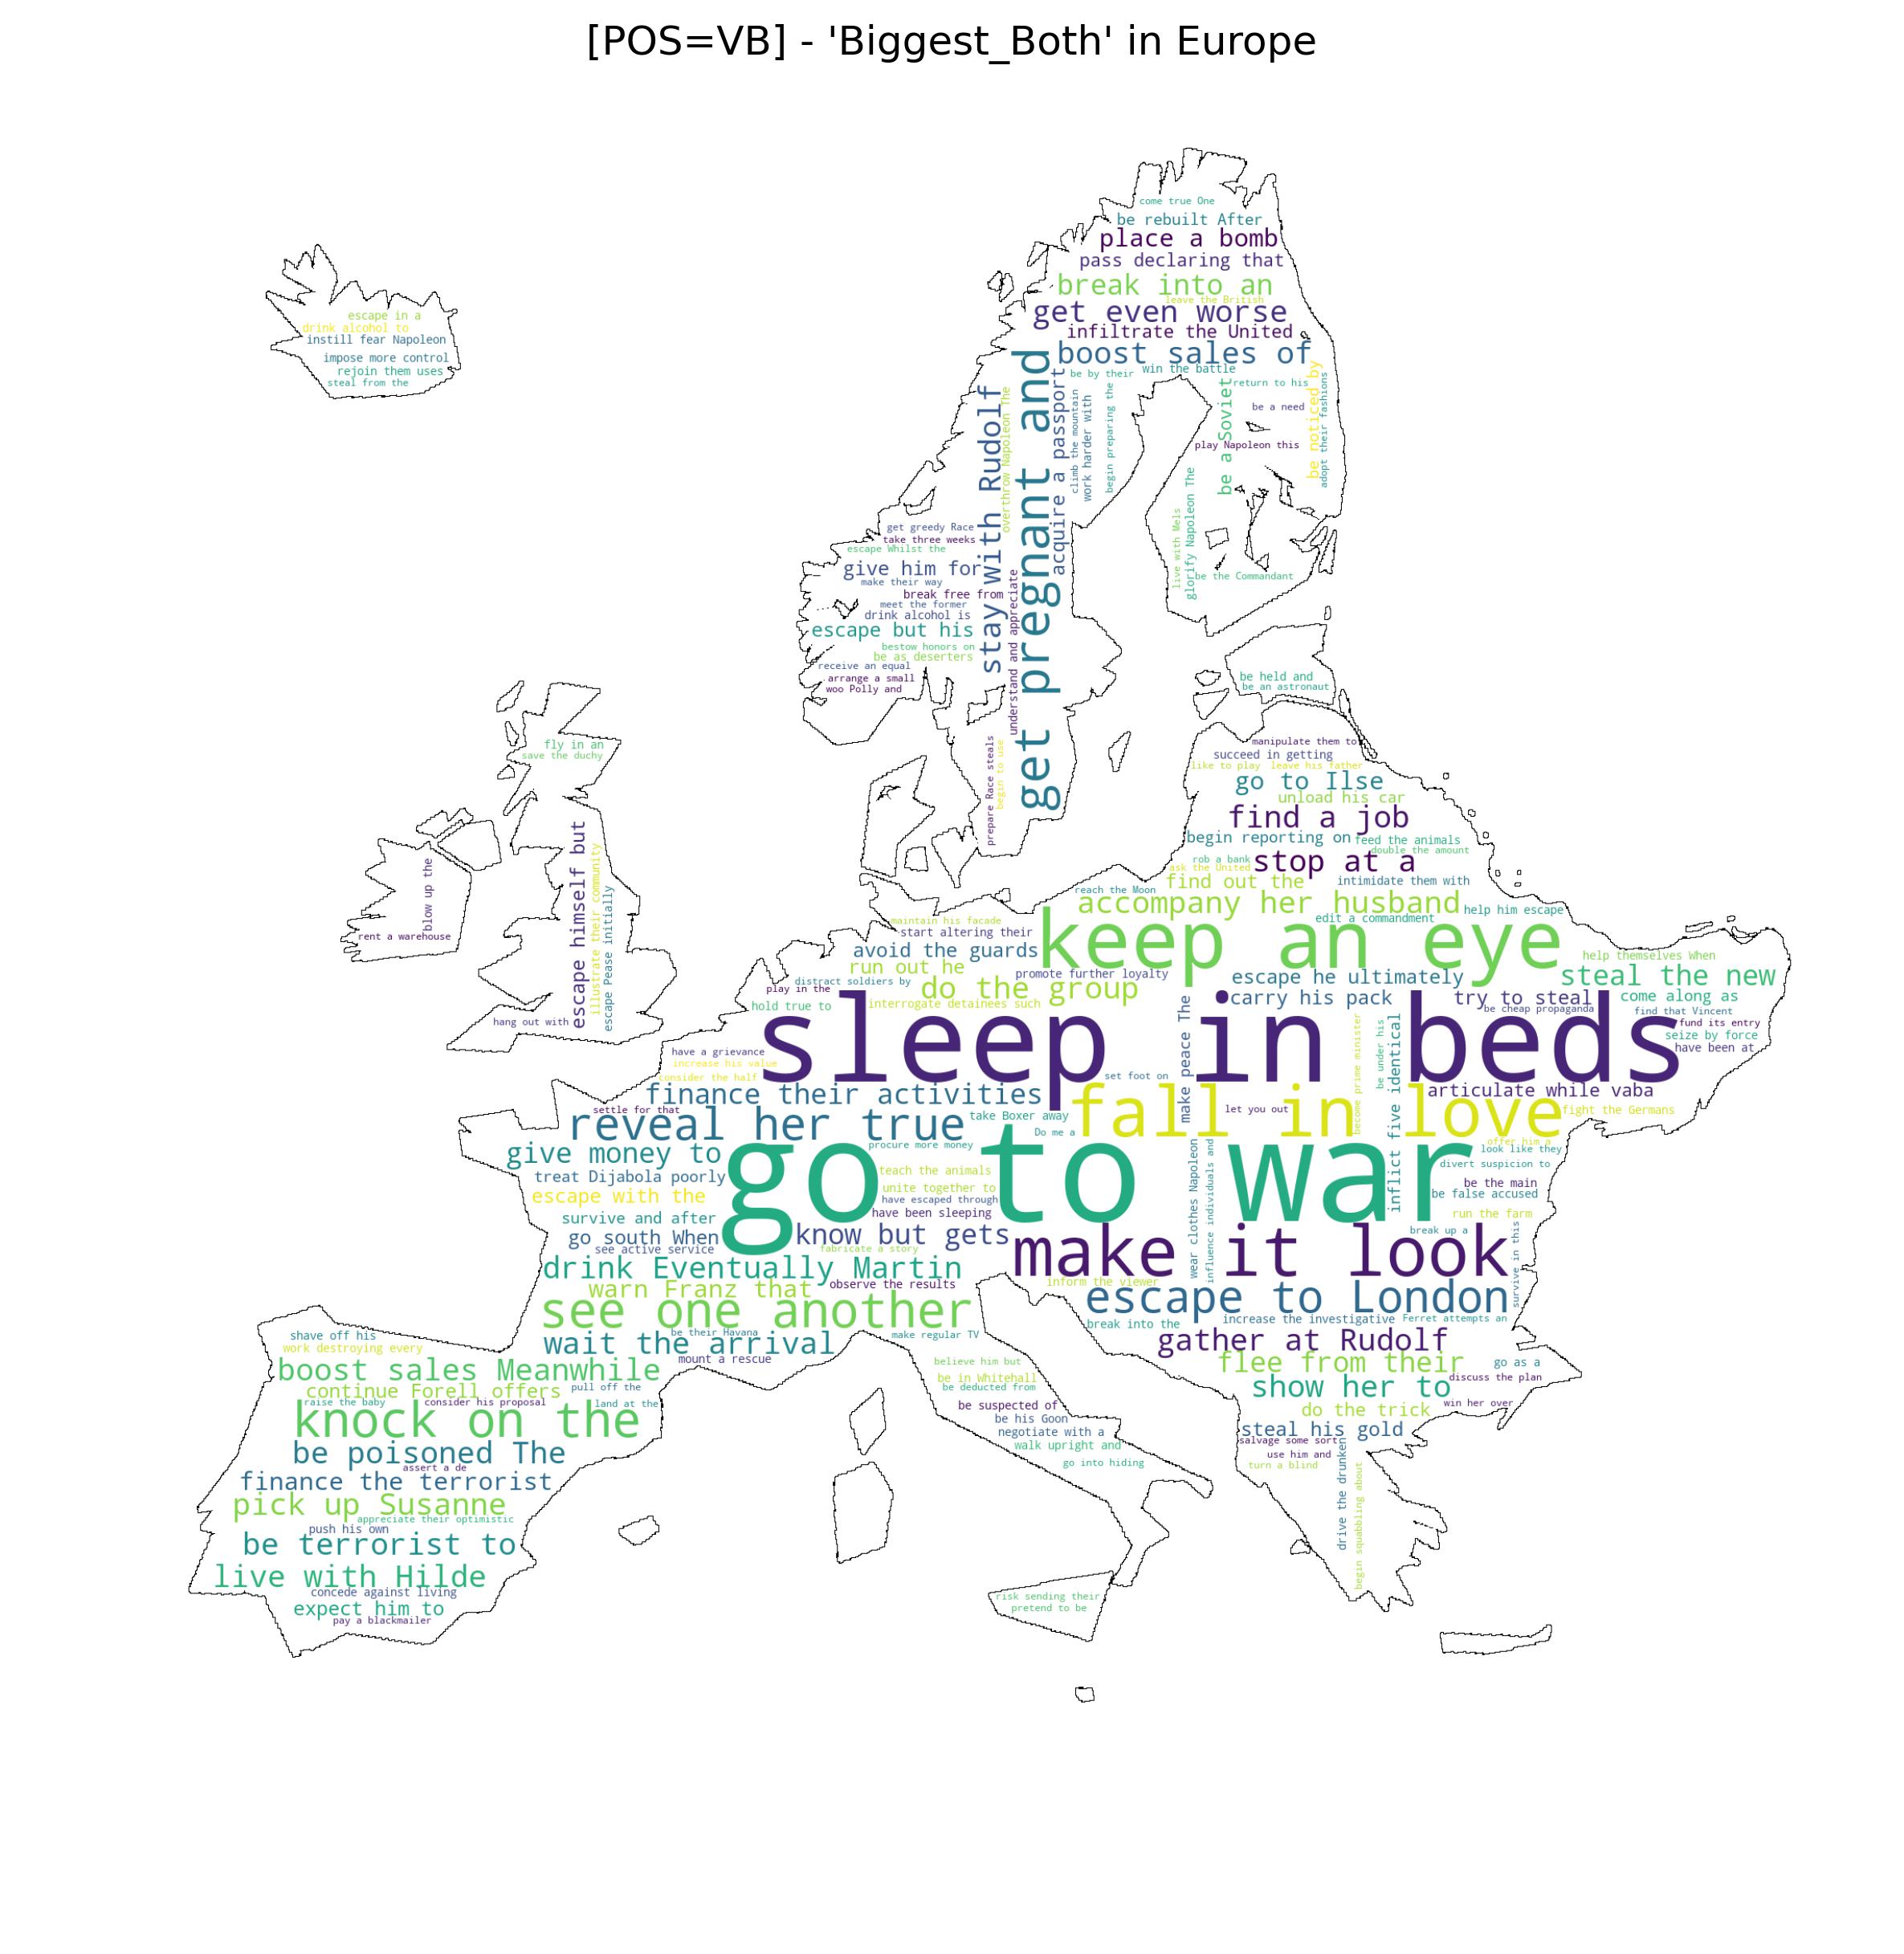 [POS=VB] - 'Biggest_Both' in Europe
come true One
be rebuilt After
place a bomb
pass declaring that
break into an
leave the British
get even worse
infiltrate the United
boost sales of
be by their
win the battle
return to his
be a need
play Napoleon this
be a Soviet
be noticed by
adopt their fashions
escape in a
drink alcohol to
instill fear Napoleon
impose more control
rejoin them uses
steal from the
stay with Rudolf
overthrow Napoleon The
get pregnant and
acquire a passport
climb the mountain
work harder with
begin preparing the
live with Mels
glorify Napoleon The
be the Commandant
get greedy Race
take three weeks
escape Whilst the
give him for
make their way
break free from
meet the former
drink alcohol is
escape but his
bestow honors on
be as deserters
receive an equal
arrange a small
woo Polly and
understand and appreciate
prepare Race steals
begin to use
be held and
be an astronaut
fly in an
save the duchy
escape himself but
illustrate their community
escape Pease initially
hang out with
blow up the
rent a warehouse
manipulate them to
succeed in getting
like to play
leave his father
go to Ilse
unload his car
find a job
begin reporting on
feed the animals
double the amount
rob a bank
stop at a
ask the United
find out the
intimidate them with
reach the Moon
accompany her husband
help him escape
edit a commandment
maintain his facade
start altering their
keep an eye
avoid the guards
run out he
promote further loyalty
escape he ultimately
help themselves When
steal the new
distract soldiers by
play in the
do the group
carry his pack
try to steal
come along as
hold true to
interrogate detainees such
be cheap propaganda
find that Vincent
fund its entry
seize by force
have been at
sleep in beds
make peace The
become prime minister
be under his
inflict five identical
have a grievance
increase his value
consider the half
set foot on
finance their activities
articulate while vaba
settle for that
reveal her true
take Boxer away
fall in love
let you out
fight the Germans
Do me a
procure more money
offer him a
look like they
give money to
divert suspicion to
treat Dijabola poorly
teach the animals
go to war
escape with the
unite together to
have escaped through
be the main
be false accused
survive and after
have been sleeping
run the farm
go south When
know but gets
wear clothes Napoleon
influence individuals and
break up a
see active service
fabricate a story
make it look
survive in this
drink Eventually Martin
warn Franz that
observe the results
inform the viewer
see one another
escape to London
be their Havana
make regular TV
break into the
increase the investigative
Ferret attempts an
wait the arrival
gather at Rudolf
mount a rescue
believe him but
flee from their
go as a
be in Whitehall
be deducted from
discuss the plan
show her to
be suspected of
win her over
do the trick
be his Goon
negotiate with a
steal his gold
walk upright and
salvage some sort
use him and
go into hiding
turn a blind
drive the drunken
begin squabbling about
shave off his
work destroying every
boost sales Meanwhile
continue Forell offers
pull off the
raise the baby
consider his proposal
land at the
knock on the
be poisoned The
assert a de
finance the terrorist
pick up Susanne
appreciate their optimistic
push his own
be terrorist to
live with Hilde
concede against living
expect him to
pay a blackmailer
risk sending their
pretend to be